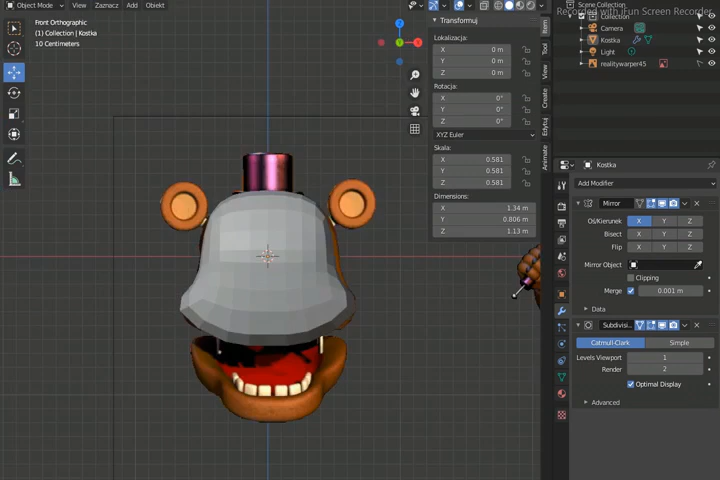 Object Mode View Zaznacz Add Obiekt
Recorded with iFun Screen Recorder
Front Orthographic
(1) Collection | Kostka
10 Centimeters
Z
X
Y
Transformuj
Lokalizacja:
X 0 m
Y 0 m
Z 0 m
Rotacja:
X 0°
Y 0°
Z 0°
XYZ Euler
Skala:
X 0.581
Y 0.581
Z 0.581
Dimensions:
X 1.34 m
Y 0.806 m
Z 1.13 m
Item
Tool
View
Create
Edytuj
Animate
Scene Collection
Collection
Camera
Kostka
Light
realitywarper45
Kostka
Add Modifier
Mirror
Oś/Kierunek X Y Z
Bisect X Y Z
Flip X Y Z
Mirror Object
Clipping
Merge 0.001 m
Data
Subdivisi..
Catmull-Clark Simple
Levels Viewport 1
Render 2
Optimal Display
Advanced